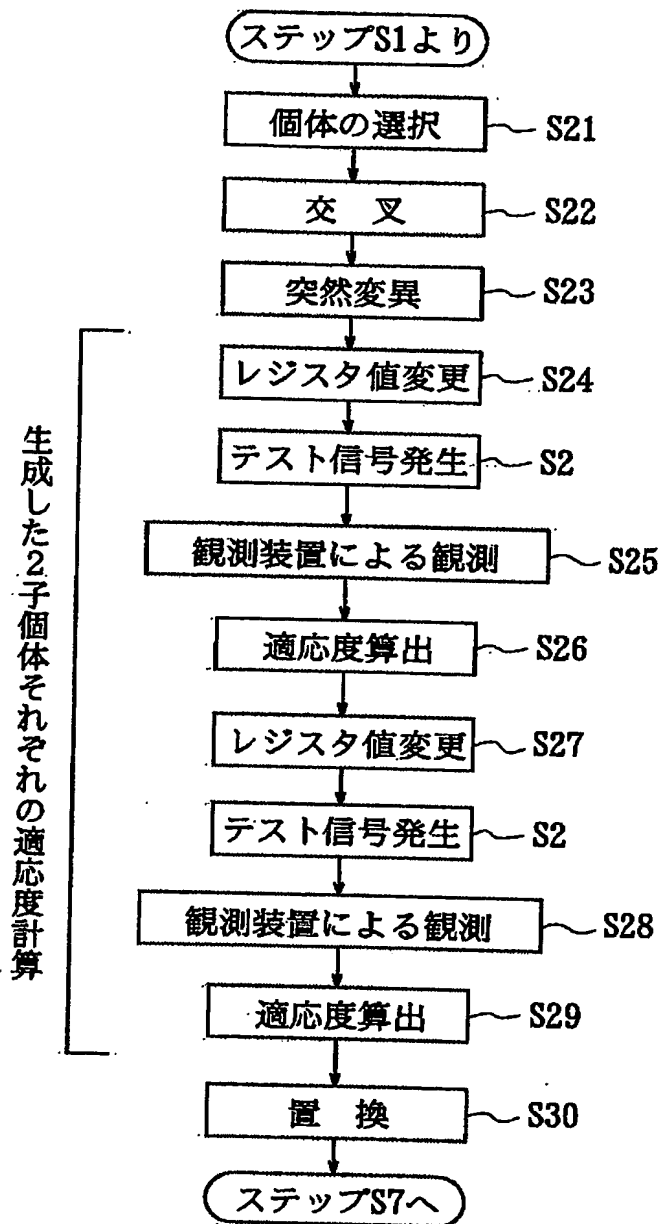 ステップS1より
個体の選択 S21
交 叉 S22
突然変異 S23
レジスタ値変更 S24
テスト信号発生 S2
観測装置による観測 S25
適応度算出 S26
レジスタ値変更 S27
テスト信号発生 S2
観測装置による観測 S28
適応度算出 S29
置 換 S30
ステップS7へ
生成した2子個体それぞれの適応度計算